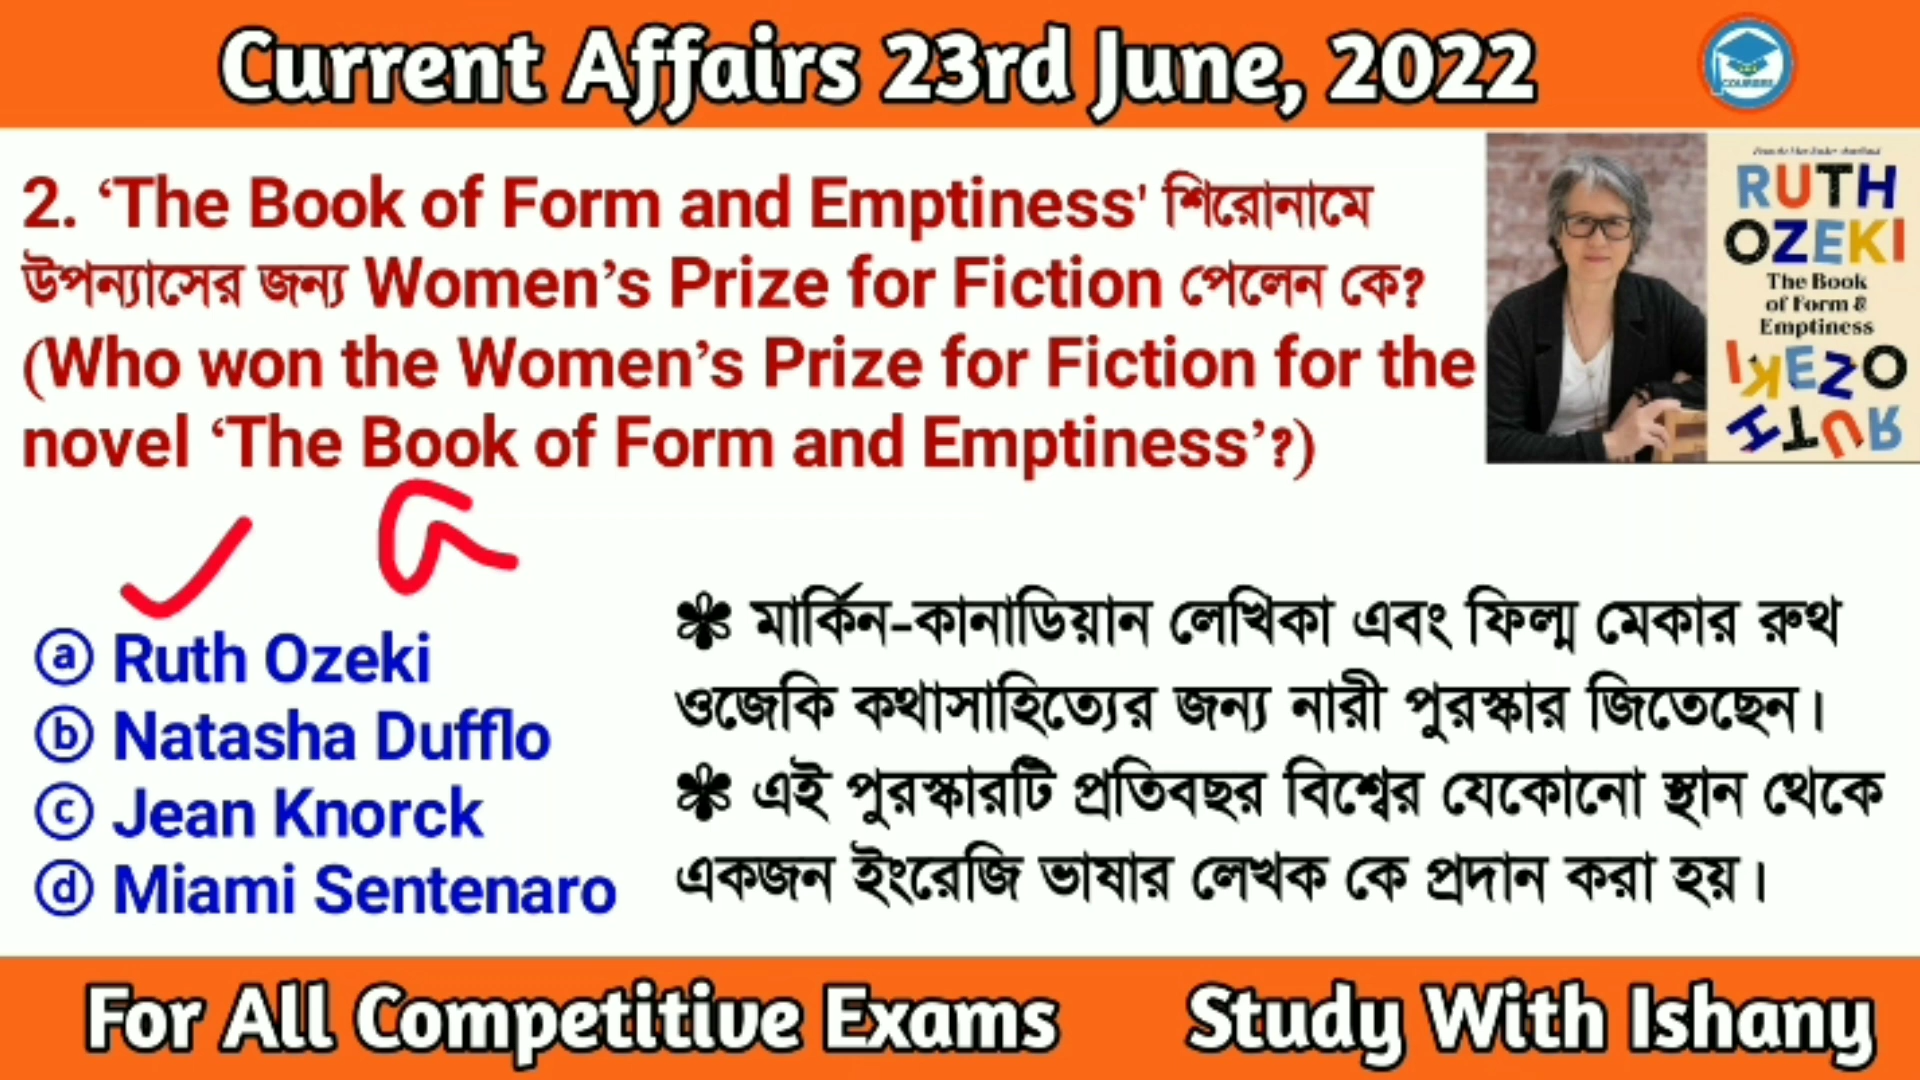 Current Affairs 23rd June, 2022
COURSES
2. ‘The Book of Form and Emptiness' শিরোনামে
উপন্যাসের জন্য Women’s Prize for Fiction পেলেন কে?
(Who won the Women’s Prize for Fiction for the
novel ‘The Book of Form and Emptiness’?)
RUTH
OZEKI
The Book
of Form &
Emptiness
OZEKI
RUTH
ⓐ Ruth Ozeki
ⓑ Natasha Dufflo
ⓒ Jean Knorck
ⓓ Miami Sentenaro
✽ মার্কিন-কানাডিয়ান লেখিকা এবং ফিল্ম মেকার রুথ
ওজেকি কথাসাহিত্যের জন্য নারী পুরস্কার জিতেছেন।
✽ এই পুরস্কারটি প্রতিবছর বিশ্বের যেকোনো স্থান থেকে
একজন ইংরেজি ভাষার লেখক কে প্রদান করা হয়।
For All Competitive Exams
Study With Ishany